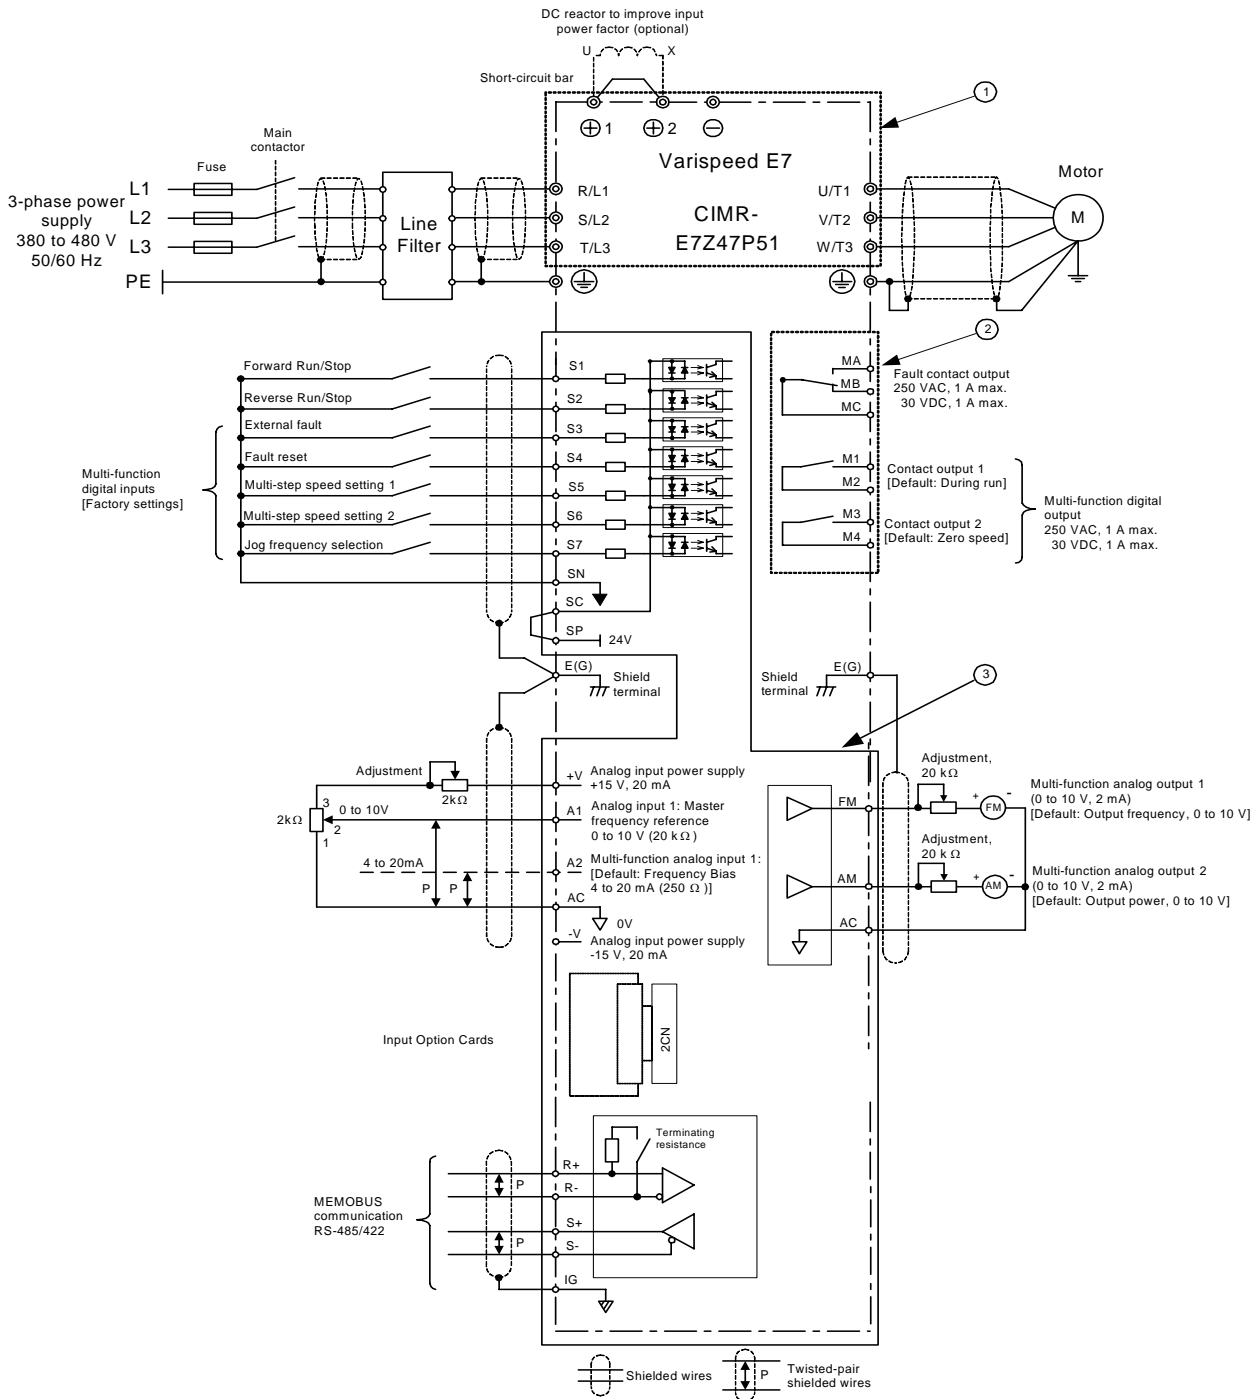 DC reactor to improve input
power factor (optional)
U X
Short-circuit bar
1
Main
contactor
Fuse
3-phase power
supply
380 to 480 V
50/60 Hz
L1
L2
L3
PE
Line
Filter
+ 1 + 2 −
Varispeed E7
CIMR-
E7Z47P51
R/L1
S/L2
T/L3
U/T1
V/T2
W/T3
Motor
M
2
Forward Run/Stop S1
Reverse Run/Stop S2
External fault S3
Fault reset S4
Multi-step speed setting 1 S5
Multi-step speed setting 2 S6
Jog frequency selection S7
Multi-function
digital inputs
[Factory settings]
SN
SC
SP 24V
E(G)
Shield
terminal
MA
MB
MC
Fault contact output
250 VAC, 1 A max.
30 VDC, 1 A max.
M1
M2
Contact output 1
[Default: During run]
M3
M4
Contact output 2
[Default: Zero speed]
Multi-function digital
output
250 VAC, 1 A max.
30 VDC, 1 A max.
Shield
terminal
E(G)
3
Adjustment
2kΩ
+V Analog input power supply
+15 V, 20 mA
2kΩ
3
2
1
0 to 10V
A1 Analog input 1: Master
frequency reference
0 to 10 V (20 kΩ)
4 to 20mA
P P
A2 Multi-function analog input 1:
[Default: Frequency Bias
4 to 20 mA (250 Ω )]
AC
0V
-V Analog input power supply
-15 V, 20 mA
FM
Adjustment,
20 kΩ
+ FM -
Multi-function analog output 1
(0 to 10 V, 2 mA)
[Default: Output frequency, 0 to 10 V]
AM
Adjustment,
20 k Ω
+ AM -
Multi-function analog output 2
(0 to 10 V, 2 mA)
[Default: Output power, 0 to 10 V]
AC
Input Option Cards
2CN
Terminating
resistance
MEMOBUS
communication
RS-485/422
P
R+
R-
P
S+
S-
IG
Shielded wires
P
Twisted-pair
shielded wires